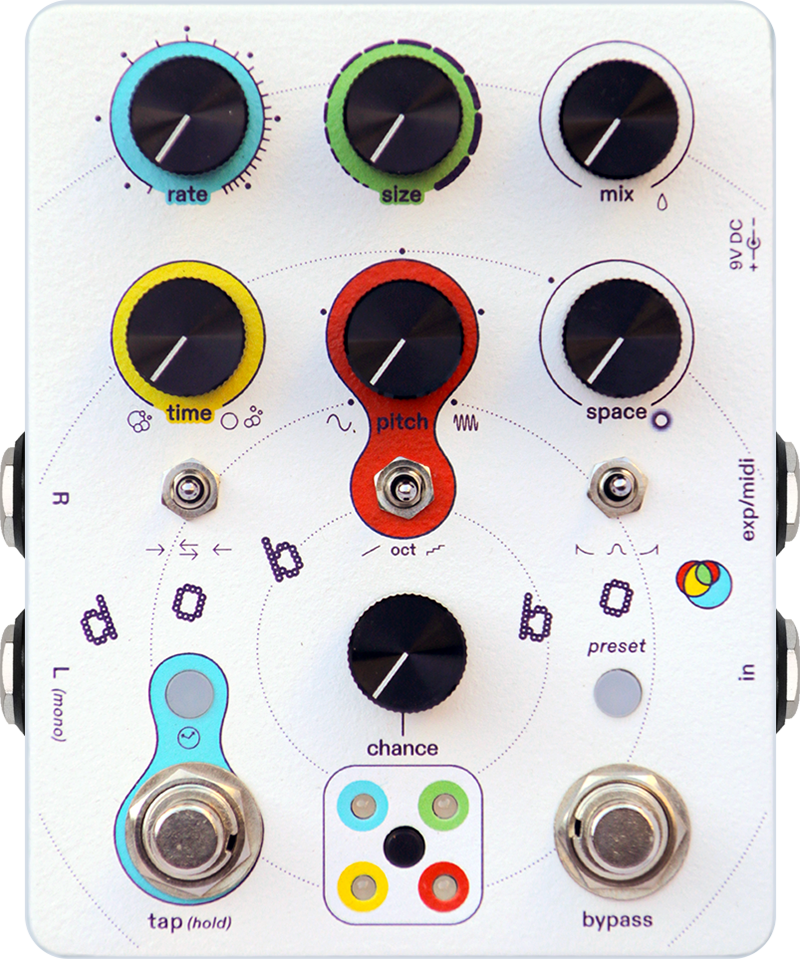 rate
size
mix
9V DC
- +
time
pitch
space
R
exp/midi
oct
d o b b o
preset
L (mono)
in
chance
tap (hold)
bypass